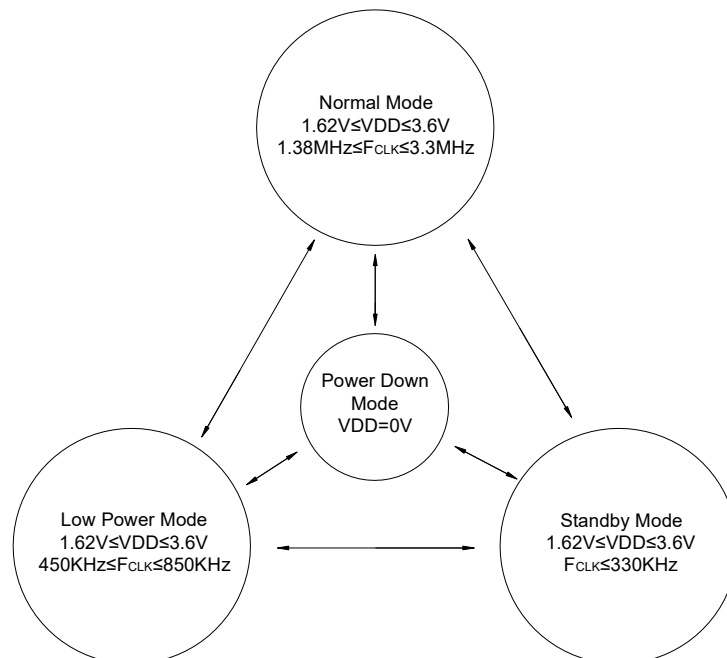 Normal Mode
1.62V≤VDD≤3.6V
1.38MHz≤FCLK≤3.3MHz
Power Down
Mode
VDD=0V
Low Power Mode
1.62V≤VDD≤3.6V
450KHz≤FCLK≤850KHz
Standby Mode
1.62V≤VDD≤3.6V
FCLK≤330KHz